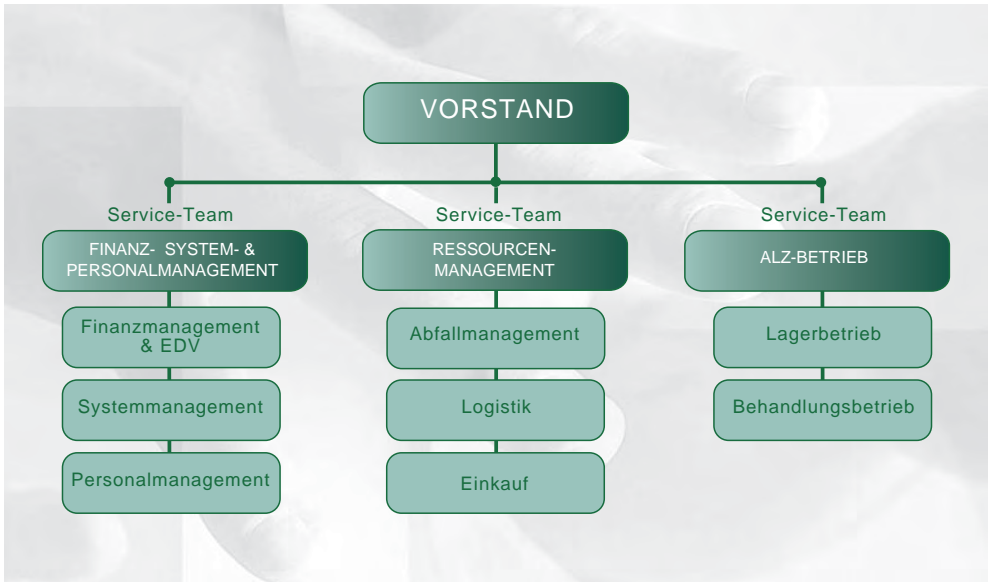 VORSTAND
Service-Team
FINANZ- SYSTEM- &
PERSONALMANAGEMENT
Finanzmanagement
& EDV
Systemmanagement
Personalmanagement
Service-Team
RESSOURCEN-
MANAGEMENT
Abfallmanagement
Logistik
Einkauf
Service-Team
ALZ-BETRIEB
Lagerbetrieb
Behandlungsbetrieb